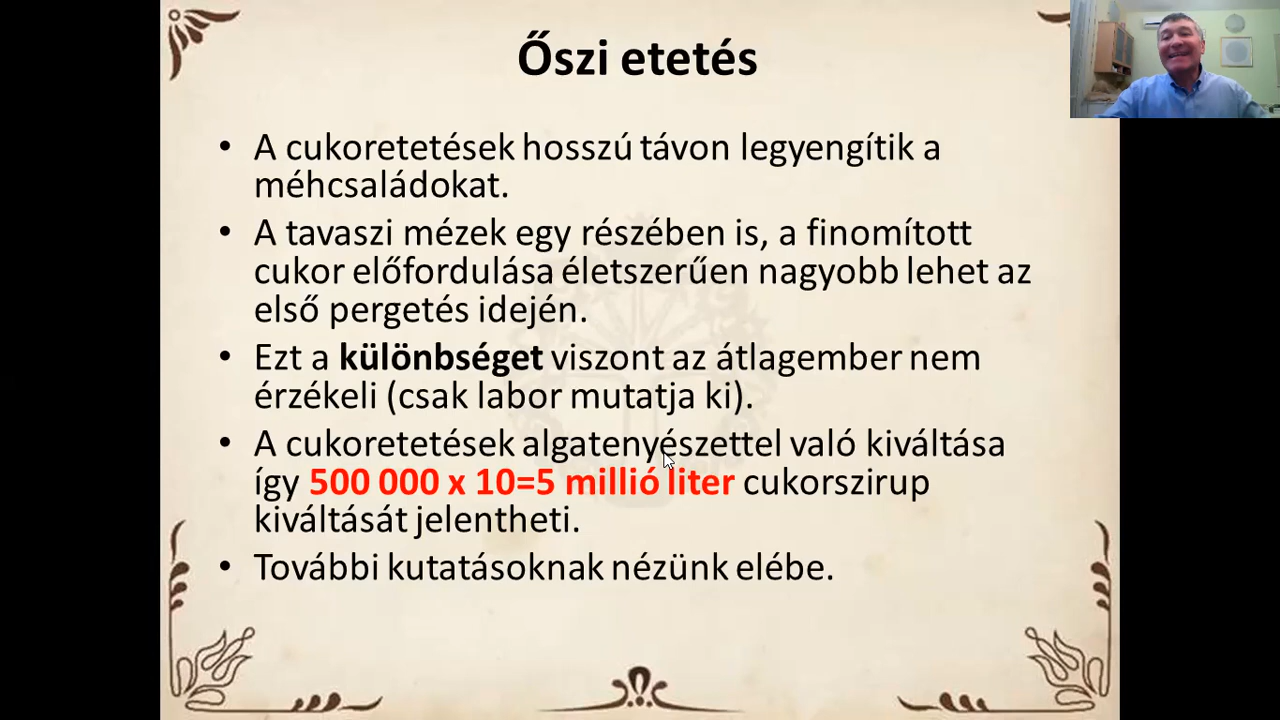 Őszi etetés
• A cukoretetések hosszú távon legyengítik a
méhcsaládokat.
• A tavaszi mézek egy részében is, a finomított
cukor előfordulása életszerűen nagyobb lehet az
első pergetés idején.
• Ezt a különbséget viszont az átlagember nem
érzékeli (csak labor mutatja ki).
• A cukoretetések algatenyészettel való kiváltása
így 500 000 x 10=5 millió liter cukorszirup
kiváltását jelentheti.
• További kutatásoknak nézünk elébe.